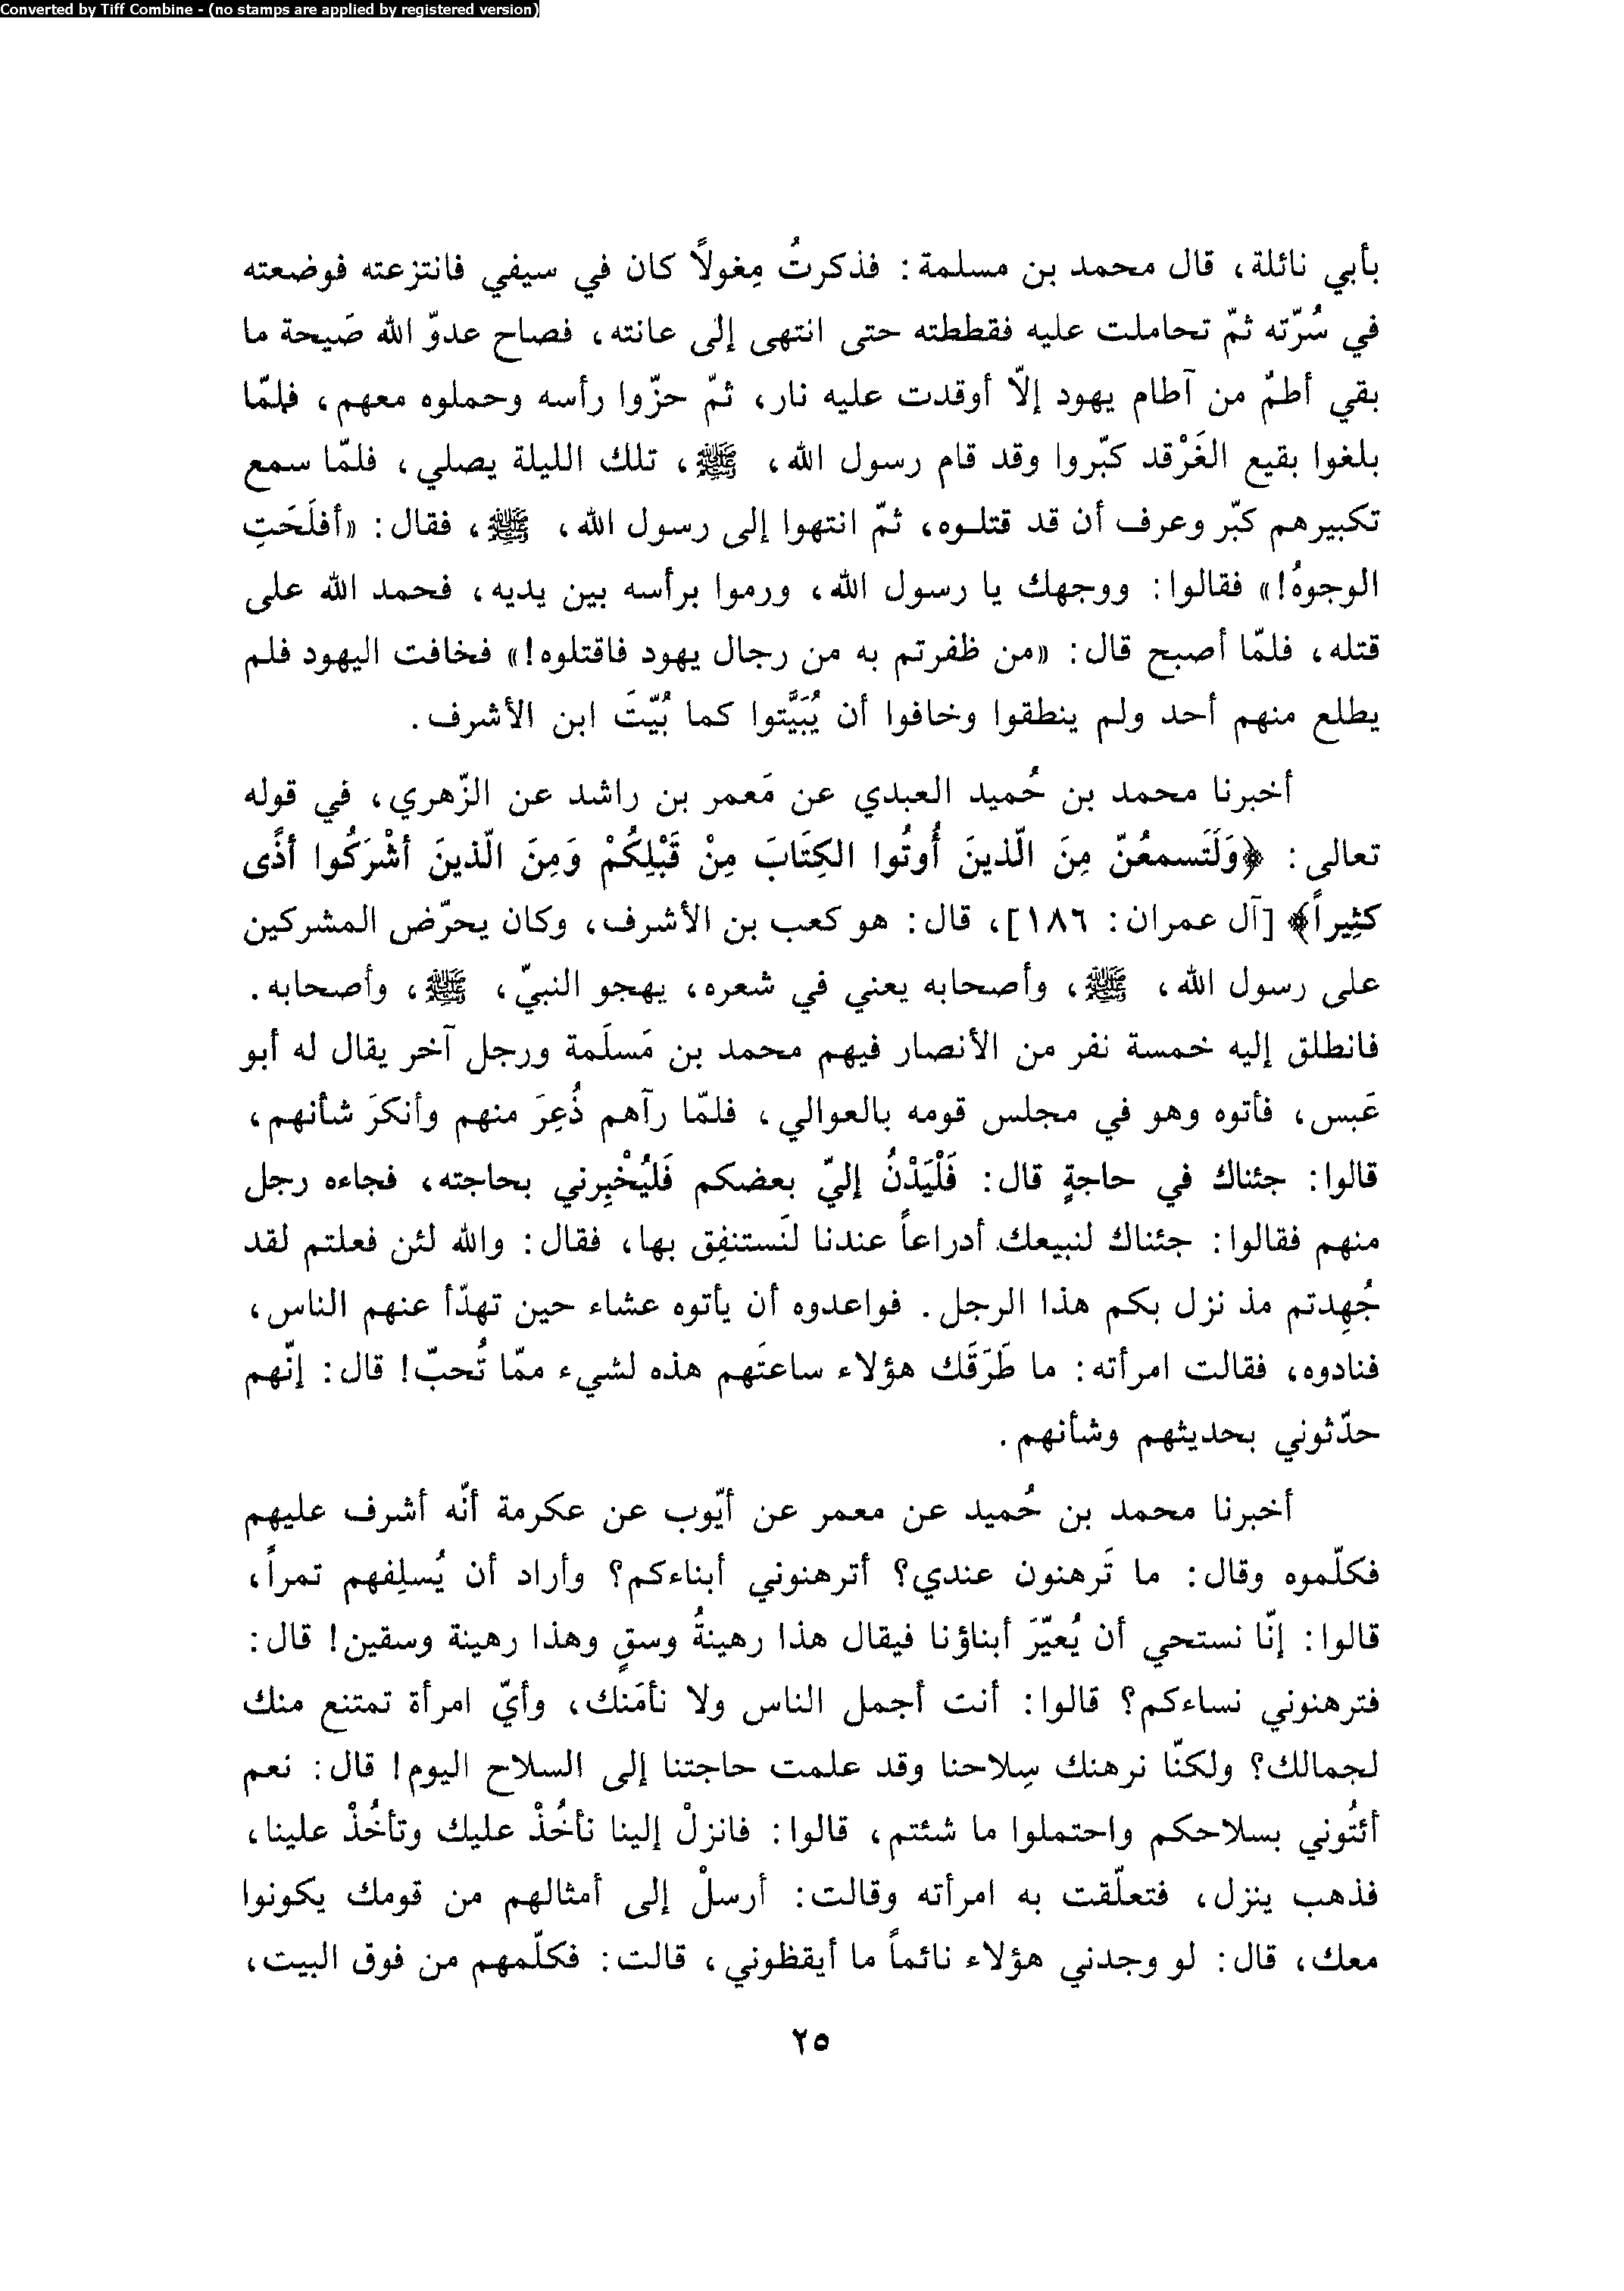 Converted by Tiff Combine - (no stamps are applied by registered version)
بأبي نائلة، قال محمد بن مسلمة: فذكرتُ مِغولاً كان في سيفي فانتزعته فوضعته
في سُرّته ثمّ تحاملت عليه فقططته حتى انتهى إلى عانته، فصاح عدوّ الله صَيحة ما
بقي أطمٌ من آطام يهود إلّا أوقدت عليه نار، ثمّ حزّوا رأسه وحملوه معهم، فلمّا
بلغوا بقيع الغَرْقد كبّروا وقد قام رسول الله، ﷺ، تلك الليلة يصلي، فلمّا سمع
تكبيرهم كبّر وعرف أن قد قتلـوه، ثمّ انتهوا إلى رسول الله، ﷺ، فقال: «أفلَحَتِ
الوجوهُ!» فقالوا: ووجهك يا رسول الله، ورموا برأسه بين يديه، فحمد الله على
قتله، فلمّا أصبح قال: «من ظفرتم به من رجال يهود فاقتلوه!» فخافت اليهود فلم
يطلع منهم أحد ولم ينطقوا وخافوا أن يُبَيَّتوا كما بُيّتَ ابن الأشرف.
أخبرنا محمد بن حُميد العبدي عن مَعمر بن راشد عن الزّهري، في قوله
تعالى: ﴿وَلَتَسمعُنّ مِنَ الّذينَ أُوتُوا الكِتَابَ مِنْ قَبْلِكُمْ وَمِنَ الّذينَ أشْرَكُوا أذًى
كثِيراً﴾ [آل عمران: ١٨٦]، قال: هو كعب بن الأشرف، وكان يحرّض المشركين
على رسول الله، ﷺ، وأصحابه يعني في شعره، يهجو النبيّ، ﷺ، وأصحابه.
فانطلق إليه خمسة نفر من الأنصار فيهم محمد بن مَسلَمة ورجل آخر يقال له أبو
عَبس، فأتوه وهو في مجلس قومه بالعوالي، فلمّا رآهم ذُعِرَ منهم وأنكرَ شأنهم،
قالوا: جئناك في حاجةٍ قال: فَلْيَدْنُ إليّ بعضكم فَليُخْبِرني بحاجته، فجاءه رجل
منهم فقالوا: جئناك لنبيعك أدراعاً عندنا لنَستنفِق بها، فقال: والله لئن فعلتم لقد
جُهِدتم مذ نزل بكم هذا الرجل. فواعدوه أن يأتوه عشاء حين تهدّأ عنهم الناس،
فنادوه، فقالت امرأته: ما طَرَقَك هؤلاء ساعتَهم هذه لشيء ممّا تُحبّ! قال: إنّهم
حدّثوني بحديثهم وشأنهم.
أخبرنا محمد بن حُميد عن معمر عن أيّوب عن عكرمة أنّه أشرف عليهم
فكلّموه وقال: ما تَرهنون عندي؟ أترهنوني أبناءكم؟ وأراد أن يُسلِفهم تمراً،
قالوا: إنّا نستحي أن يُعيّرَ أبناؤنا فيقال هذا رهينةُ وسقٍ وهذا رهينة وسقين! قال:
فترهنوني نساءكم؟ قالوا: أنت أجمل الناس ولا نأمَنك، وأيّ امرأة تمتنع منك
لجمالك؟ ولكنّا نرهنك سِلاحنا وقد علمت حاجتنا إلى السلاح اليوم! قال: نعم
أئتُوني بسلاحكم واحتملوا ما شئتم، قالوا: فانزلْ إلينا نأخُذْ عليك وتأخُذْ علينا،
فذهب ينزل، فتعلّقت به امرأته وقالت: أرسلْ إلى أمثالهم من قومك يكونوا
معك، قال: لو وجدني هؤلاء نائماً ما أيقظوني، قالت: فكلّمهم من فوق البيت،
٢٥